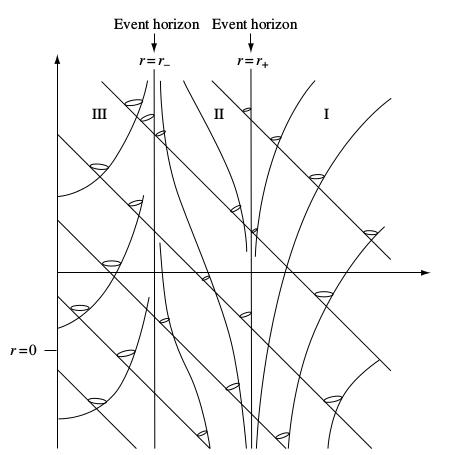 Event horizon Event horizon
r = r₋ r = r₊
III II I
r = 0